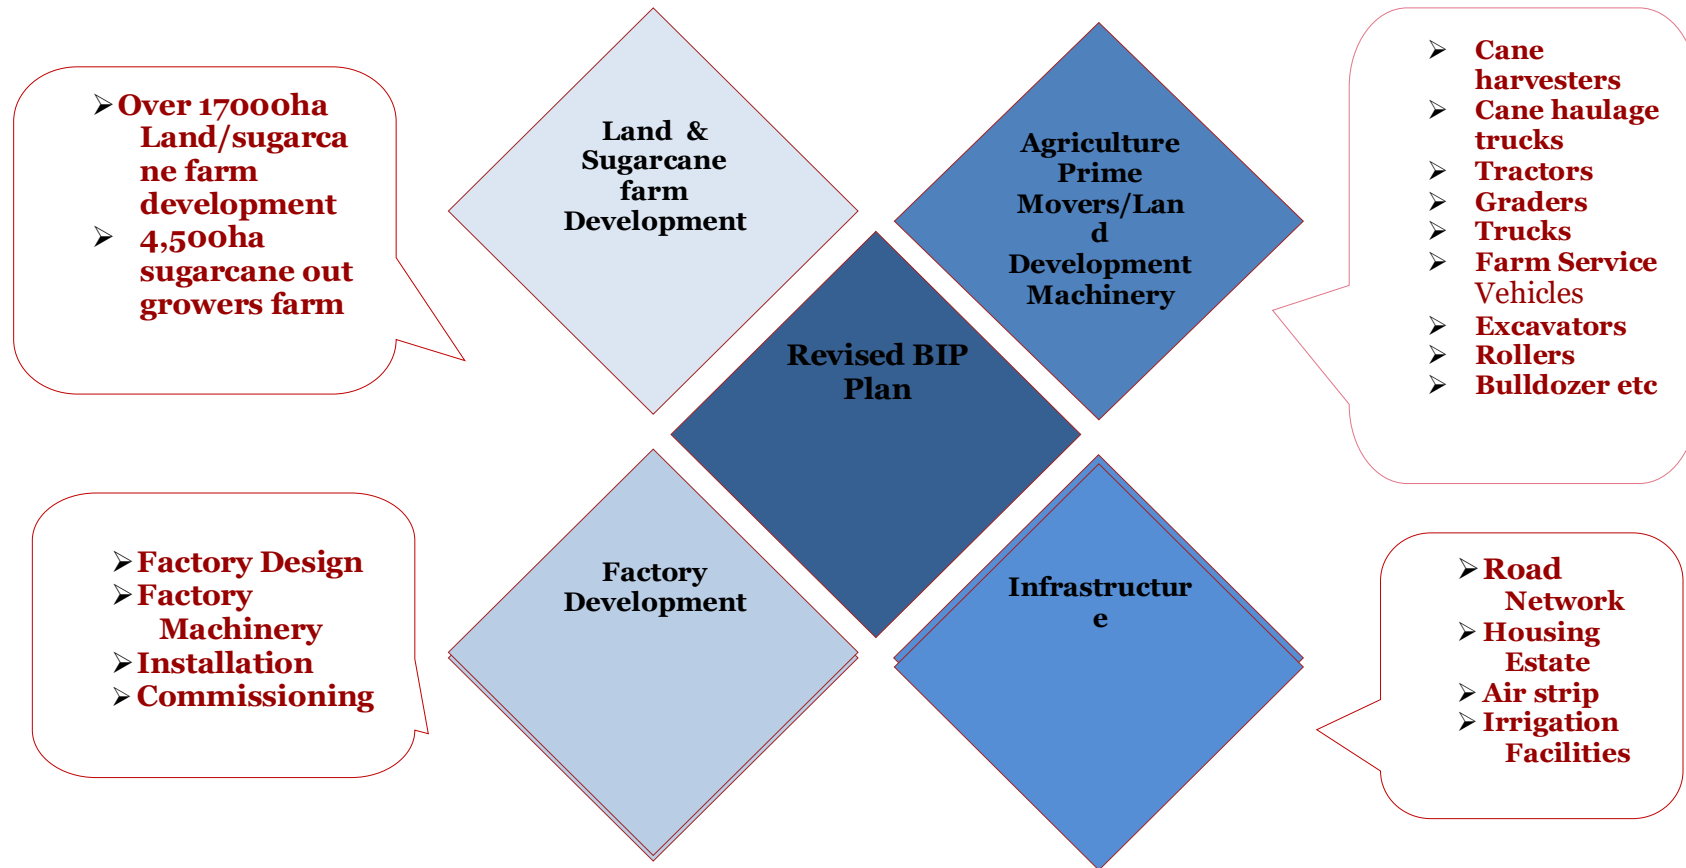 Over 17000ha
Land/sugarca
ne farm
development
4,500ha
sugarcane out
growers farm
Land &
Sugarcane
farm
Development
Agriculture
Prime
Movers/Lan
d
Development
Machinery
Cane
harvesters
Cane haulage
trucks
Tractors
Graders
Trucks
Farm Service
Vehicles
Excavators
Rollers
Bulldozer etc
Revised BIP
Plan
Factory Design
Factory
Machinery
Installation
Commissioning
Factory
Development
Infrastructur
e
Road
Network
Housing
Estate
Air strip
Irrigation
Facilities